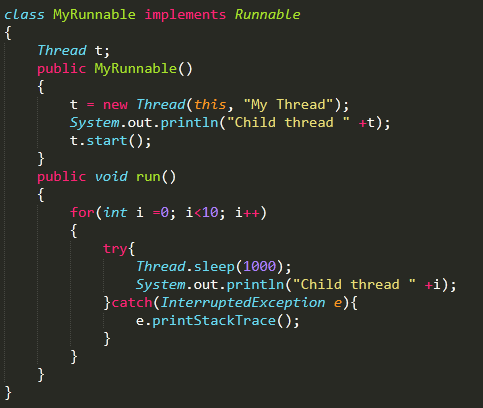 class MyRunnable implements Runnable
{
    Thread t;
    public MyRunnable()
    {
        t = new Thread(this, "My Thread");
        System.out.println("Child thread " +t);
        t.start();
    }
    public void run()
    {
        for(int i =0; i<10; i++)
        {
            try{
                Thread.sleep(1000);
                System.out.println("Child thread " +i);
            }catch(InterruptedException e){
                e.printStackTrace();
            }
        }
    }
}